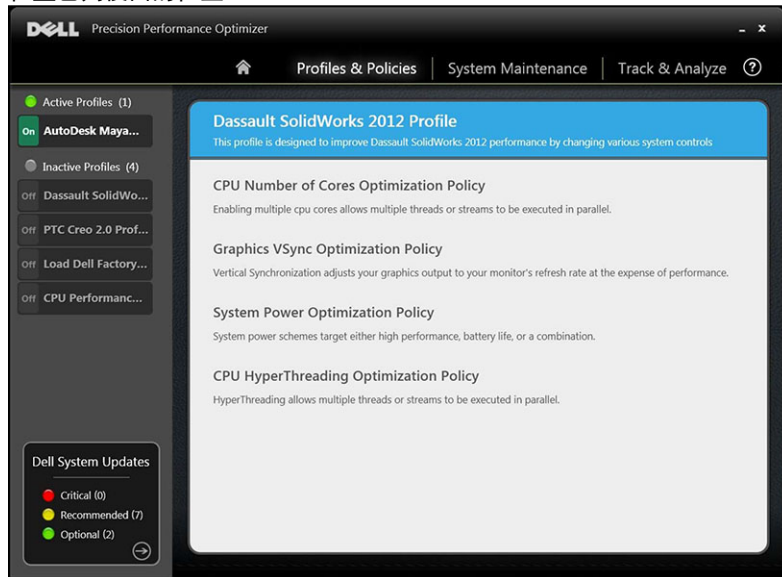 DELL Precision Performance Optimizer
Profiles & Policies
System Maintenance
Track & Analyze
?
Active Profiles (1)
On AutoDesk Maya...
Inactive Profiles (4)
Off Dassault SolidWo...
Off PTC Creo 2.0 Prof...
Off Load Dell Factory...
Off CPU Performanc...
Dell System Updates
Critical (0)
Recommended (7)
Optional (2)
Dassault SolidWorks 2012 Profile
This profile is designed to improve Dassault SolidWorks 2012 performance by changing various system controls
CPU Number of Cores Optimization Policy
Enabling multiple cpu cores allows multiple threads or streams to be executed in parallel.
Graphics VSync Optimization Policy
Vertical Synchronization adjusts your graphics output to your monitor's refresh rate at the expense of performance.
System Power Optimization Policy
System power schemes target either high performance, battery life, or a combination.
CPU HyperThreading Optimization Policy
HyperThreading allows multiple threads or streams to be executed in parallel.